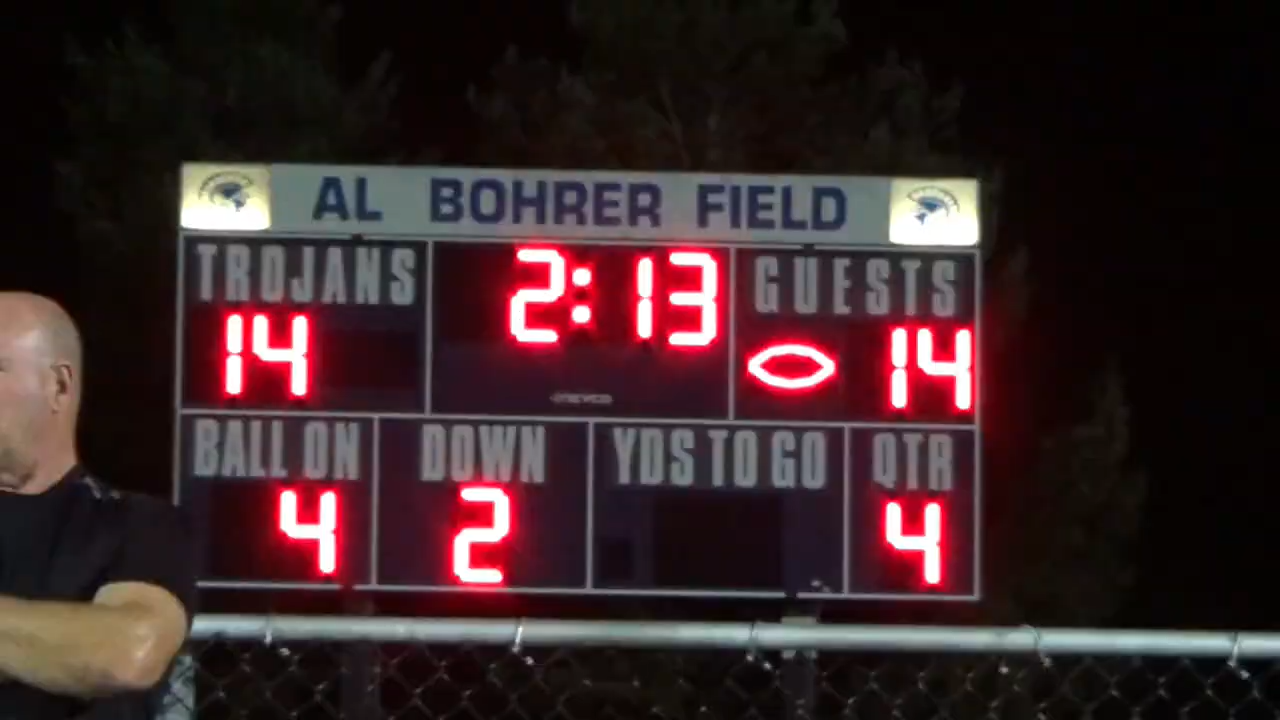 AL BOHRER FIELD
TROJANS 2:13 GUESTS
14 14
BALL ON DOWN YDS TO GO QTR
4 2 4